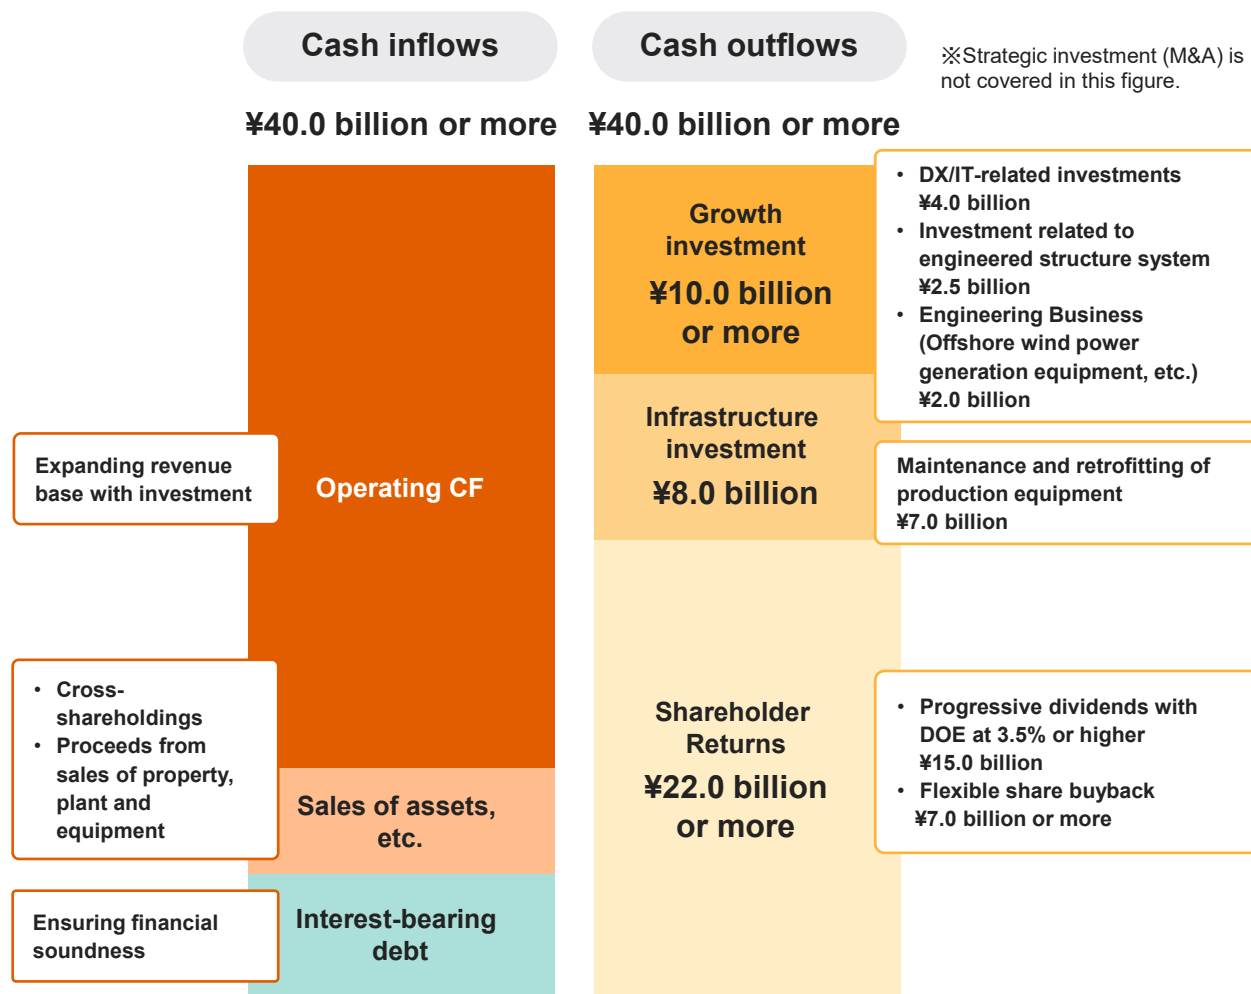 Cash inflows
Cash outflows
※Strategic investment (M&A) is
not covered in this figure.
¥40.0 billion or more
¥40.0 billion or more
Expanding revenue
base with investment
Operating CF
• Cross-
shareholdings
• Proceeds from
sales of property,
plant and
equipment
Sales of assets,
etc.
Ensuring financial
soundness
Interest-bearing
debt
Growth
investment
¥10.0 billion
or more
• DX/IT-related investments
¥4.0 billion
• Investment related to
engineered structure system
¥2.5 billion
• Engineering Business
(Offshore wind power
generation equipment, etc.)
¥2.0 billion
Infrastructure
investment
¥8.0 billion
Maintenance and retrofitting of
production equipment
¥7.0 billion
Shareholder
Returns
¥22.0 billion
or more
• Progressive dividends with
DOE at 3.5% or higher
¥15.0 billion
• Flexible share buyback
¥7.0 billion or more